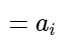 = a_i